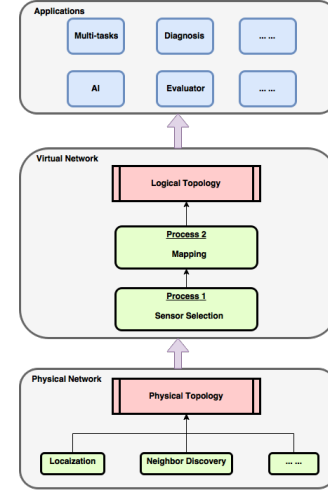 Applications
Multi-tasks
Diagnosis
... ...
AI
Evaluator
... ...
Virtual Network
Logical Topology
Process 2
Mapping
Process 1
Sensor Selection
Physical Network
Physical Topology
Locaization
Neighbor Discovery
... ...